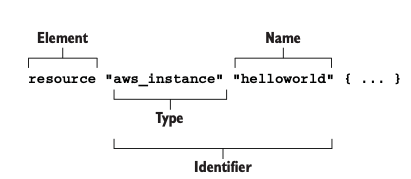 Element Name
resource "aws_instance" "helloworld" { ... }
Type
Identifier